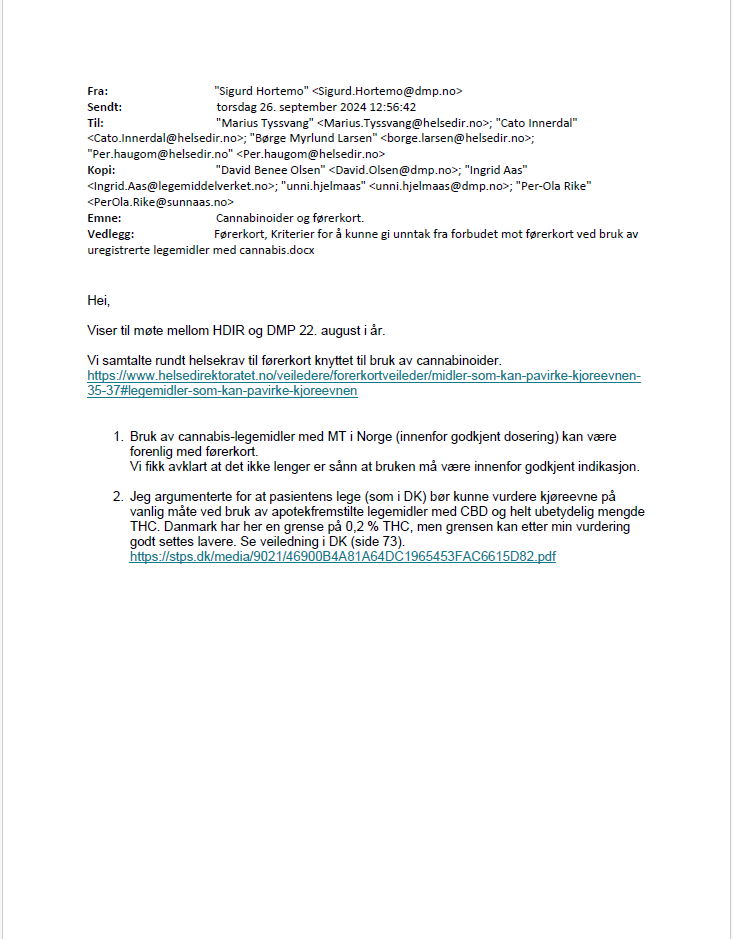 Fra: "Sigurd Hortemo" <Sigurd.Hortemo@dmp.no>
Sendt: torsdag 26. september 2024 12:56:42
Til: "Marius Tyssvang" <Marius.Tyssvang@helsedir.no>; "Cato Innerdal"
<Cato.Innerdal@helsedir.no>; "Børge Myrlund Larsen" <borge.larsen@helsedir.no>;
"Per.haugom@helsedir.no" <Per.haugom@helsedir.no>
Kopi: "David Benee Olsen" <David.Olsen@dmp.no>; "Ingrid Aas"
<Ingrid.Aas@legemiddelverket.no>; "unni.hjelmaas" <unni.hjelmaas@dmp.no>; "Per-Ola Rike"
<PerOla.Rike@sunnaas.no>
Emne: Cannabinoider og førerkort.
Vedlegg: Førerkort, Kriterier for å kunne gi unntak fra forbudet mot førerkort ved bruk av
uregistrerte legemidler med cannabis.docx
Hei,
Viser til møte mellom HDIR og DMP 22. august i år.
Vi samtalte rundt helsekrav til førerkort knyttet til bruk av cannabinoider.
https://www.helsedirektoratet.no/veiledere/forerkortveileder/midler-som-kan-pavirke-kjoreevnen-
35-37#legemidler-som-kan-pavirke-kjoreevnen
1. Bruk av cannabis-legemidler med MT i Norge (innenfor godkjent dosering) kan være
forenlig med førerkort.
Vi fikk avklart at det ikke lenger er sånn at bruken må være innenfor godkjent indikasjon.
2. Jeg argumenterte for at pasientens lege (som i DK) bør kunne vurdere kjøreevne på
vanlig måte ved bruk av apotekfremstilte legemidler med CBD og helt ubetydelig mengde
THC. Danmark har her en grense på 0,2 % THC, men grensen kan etter min vurdering
godt settes lavere. Se veiledning i DK (side 73).
https://stps.dk/media/9021/46900B4A81A64DC1965453FAC6615D82.pdf